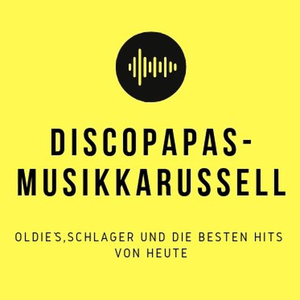 DISCOPAPAS-
MUSIKKARUSSELL
OLDIE'S,SCHLAGER UND DIE BESTEN HITS
VON HEUTE